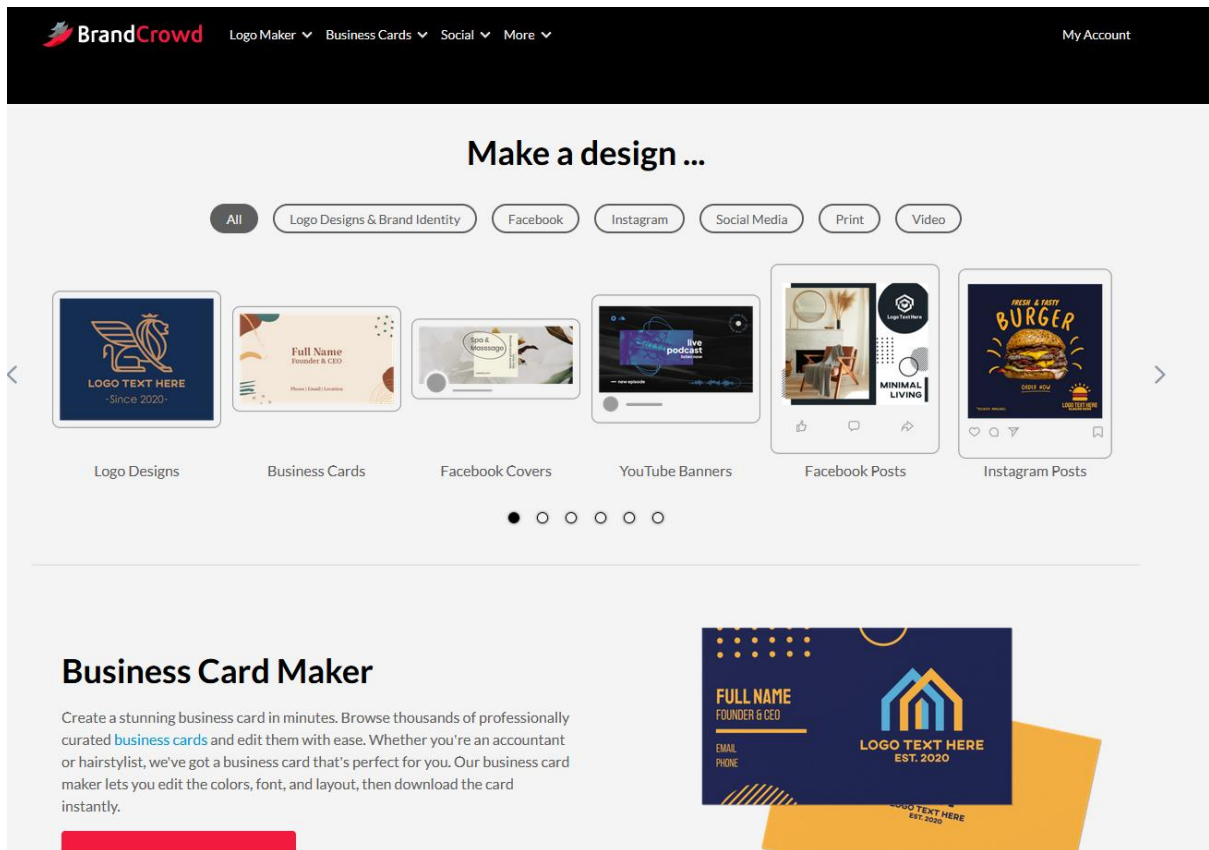 BrandCrowd Logo Maker Business Cards Social More My Account
Make a design ...
All Logo Designs & Brand Identity Facebook Instagram Social Media Print Video
LOGO TEXT HERE
-Since 2020-
Full Name
Founder & CEO
Phone | Email | Location
Spa &
Masssage
live
podcast
listen now
new episode
Logo Text Here
MINIMAL
LIVING
FRESH & TASTY
BURGER
ORDER NOW
LOGO TEXT HERE
Logo Designs Business Cards Facebook Covers YouTube Banners Facebook Posts Instagram Posts
Business Card Maker
Create a stunning business card in minutes. Browse thousands of professionally
curated business cards and edit them with ease. Whether you're an accountant
or hairstylist, we've got a business card that's perfect for you. Our business card
maker lets you edit the colors, font, and layout, then download the card
instantly.
FULL NAME
FOUNDER & CEO
EMAIL
PHONE
LOGO TEXT HERE
EST. 2020
LOGO TEXT HERE
EST. 2020